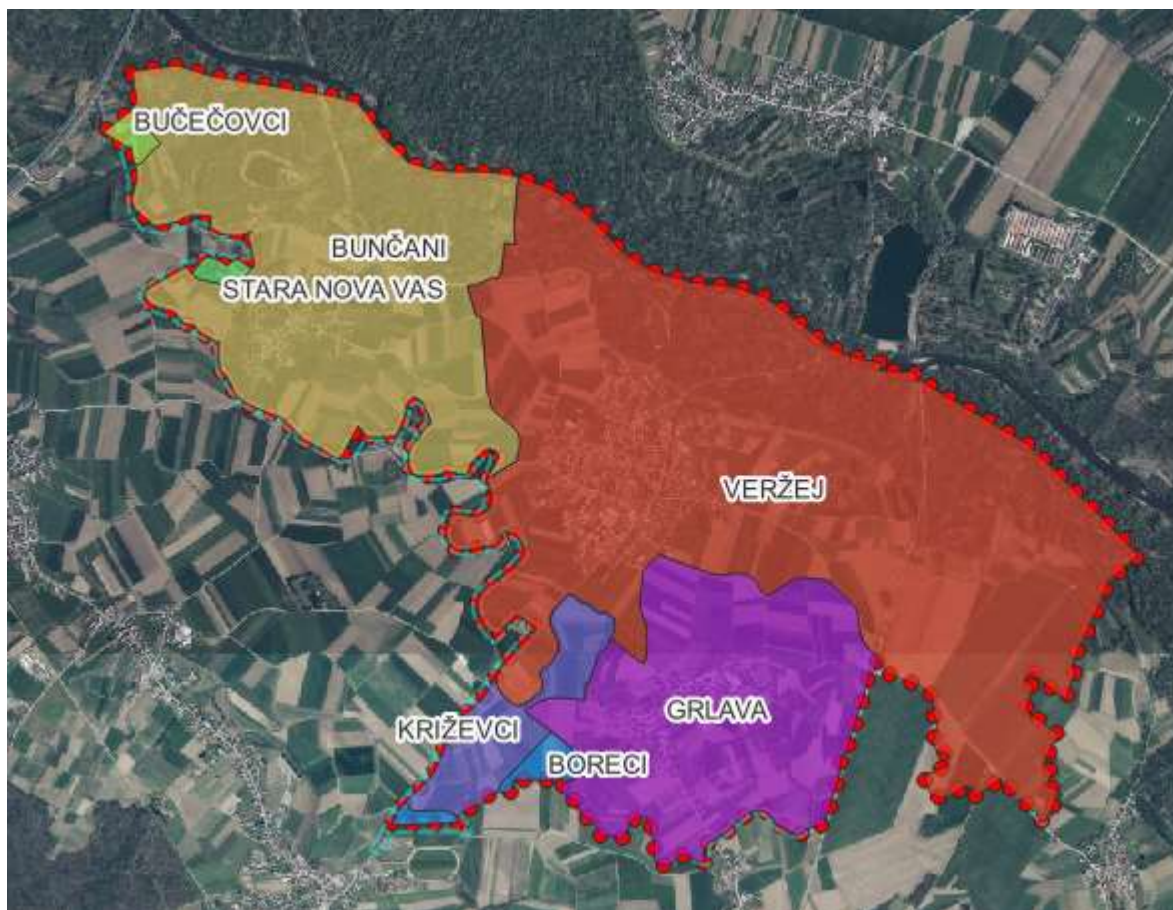 BUČEČOVCI
BUNČANI
STARA NOVA VAS
VERŽEJ
GRLAVA
KRIŽEVCI
BORECI